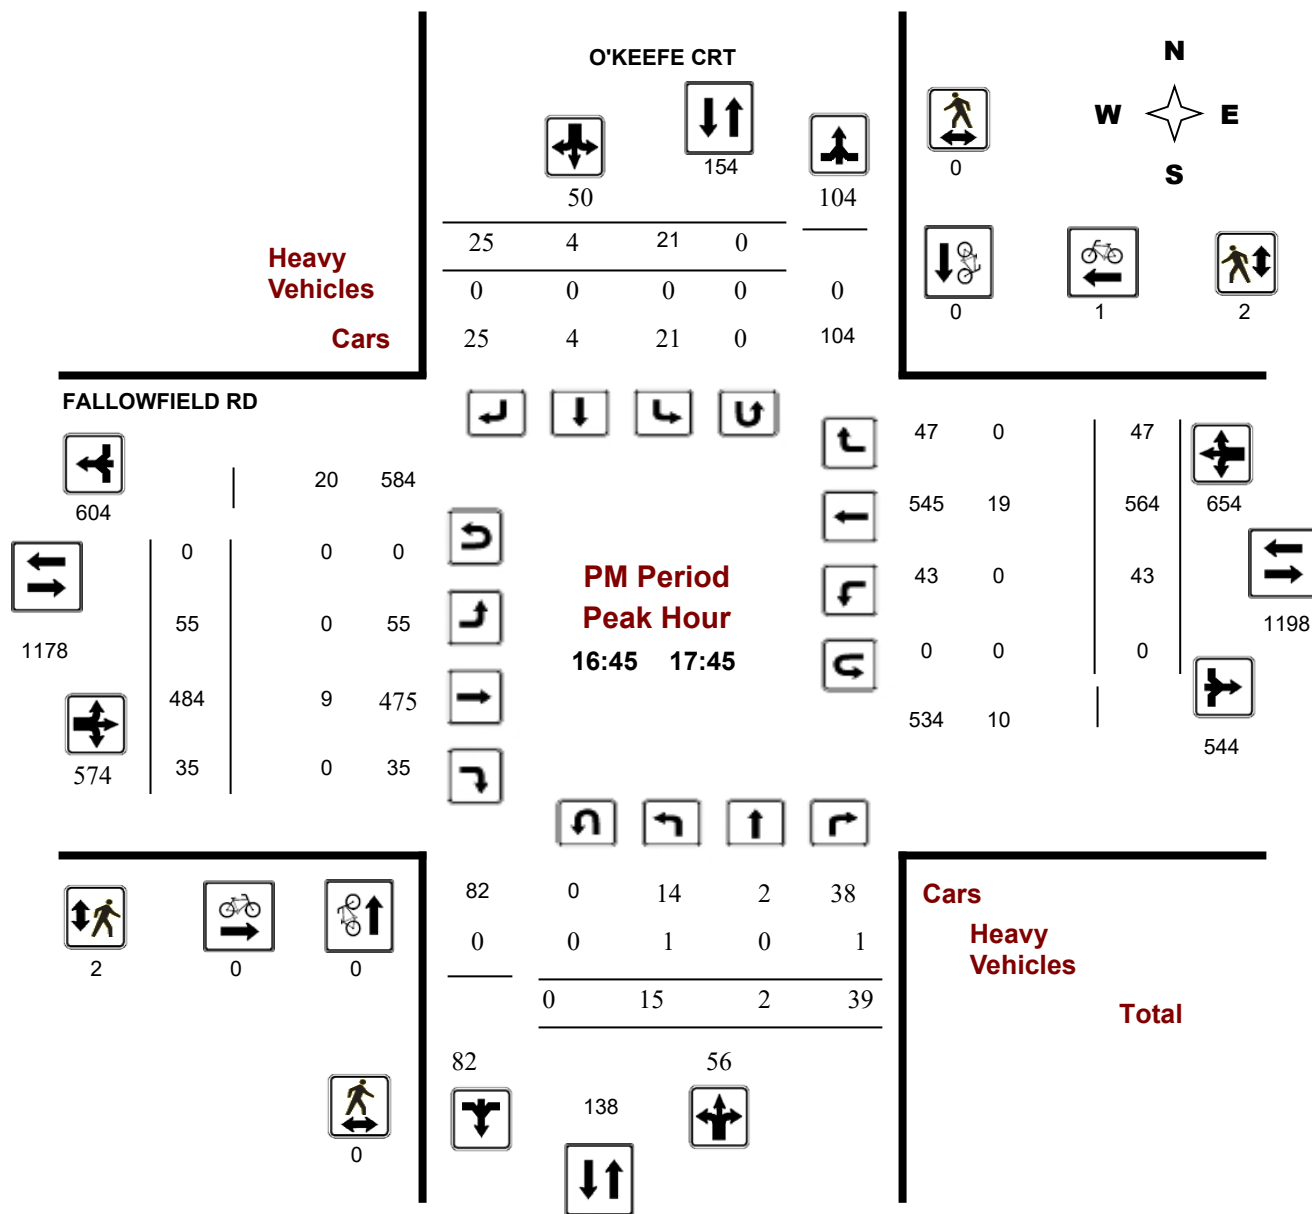 O'KEEFE CRT
N
W E
S
154
50 104
0
25 4 21 0
Heavy
Vehicles
0 0 0 0 0
0 1 2
Cars
25 4 21 0 104
FALLOWFIELD RD
47 0 47
20 584
604
545 19 564 654
0 0 0
PM Period
Peak Hour
43 0 43
55 0 55
1178
1198
16:45 17:45
0 0 0
484 9 475
534 10
544
574
35 0 35
82 0 14 2 38
Cars
0 0 1 0 1
Heavy
Vehicles
2 0 0
0 15 2 39
Total
82 56
138
0